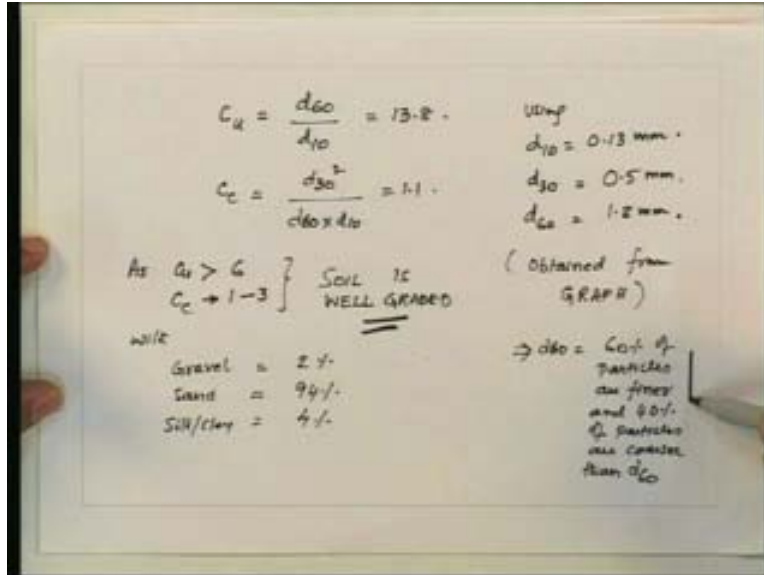 Cu = d60 / d10 = 13.8.
Cc = d30² / d60 x d10 = 1.1.
As Cu > 6
Cc → 1-3
SOIL IS
WELL GRADED
with
Gravel = 2 %
Sand = 94 %
Silt/Clay = 4 %
Using
d10 = 0.13 mm.
d30 = 0.5 mm.
d60 = 1.8 mm.
(Obtained from
GRAPH)
⇒ d60 = 60% of
particles
are finer
and 40%
of particles
are coarser
than d60